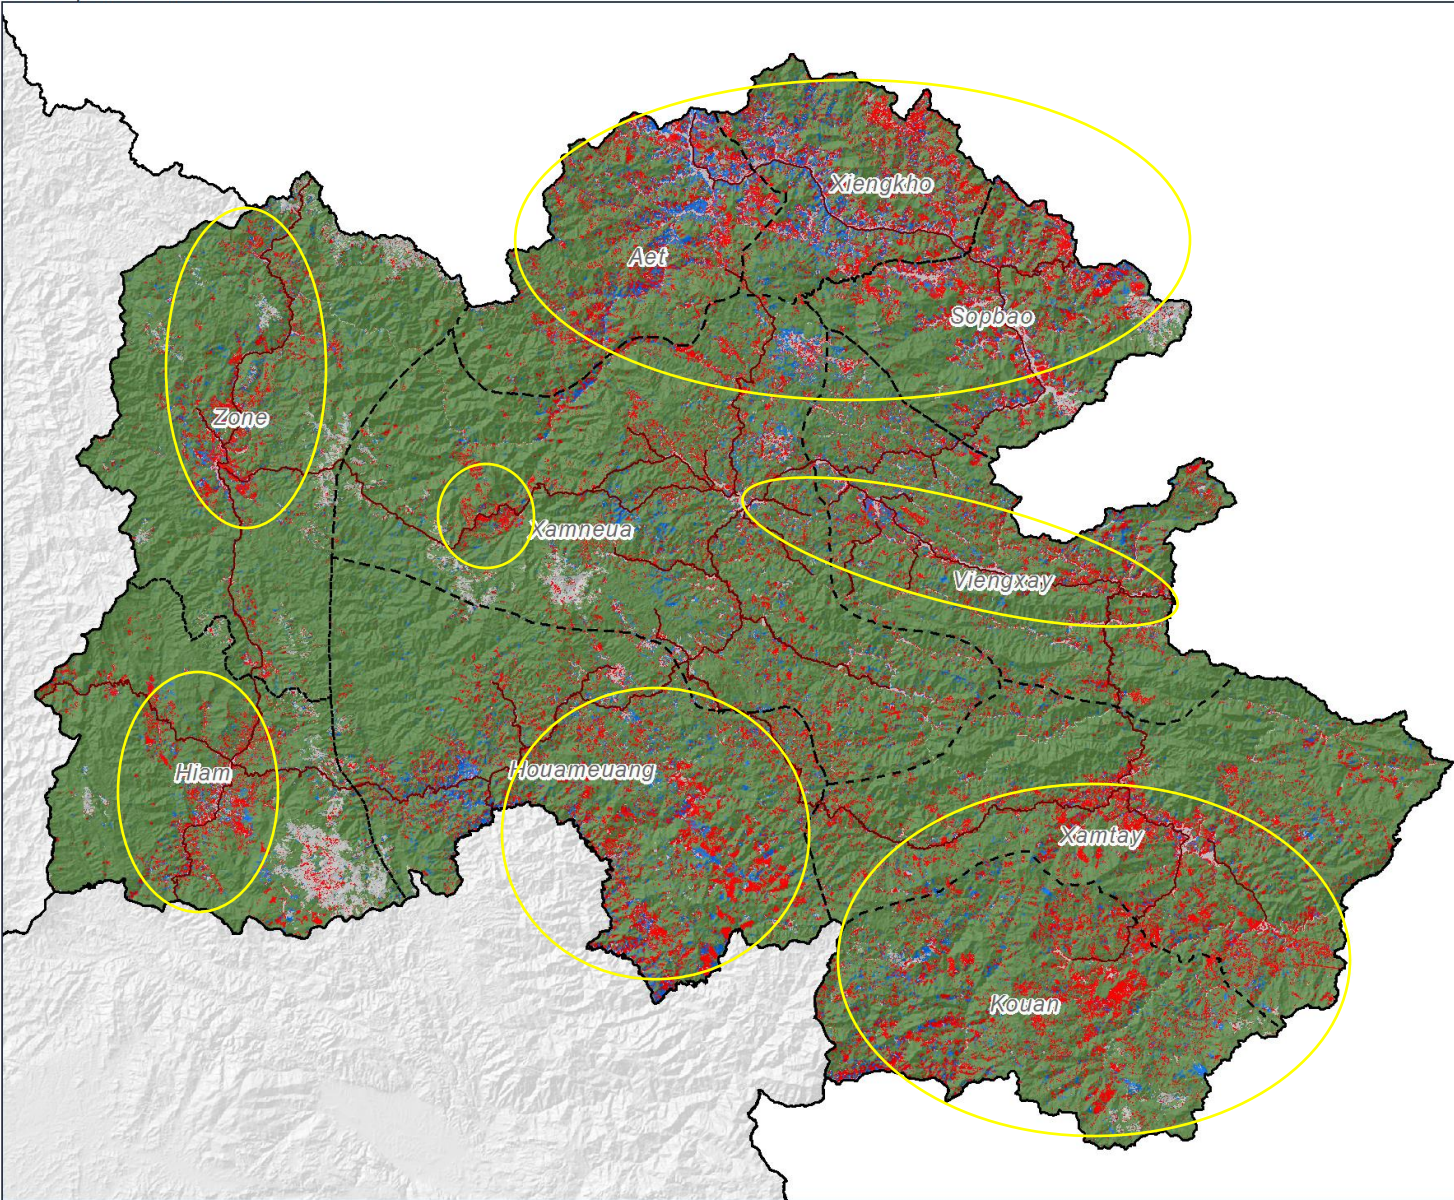 Xiengkho
Aet
Sopbao
Zone
Xamneua
Viengxay
Hiam
Houameuang
Xamtay
Kouan